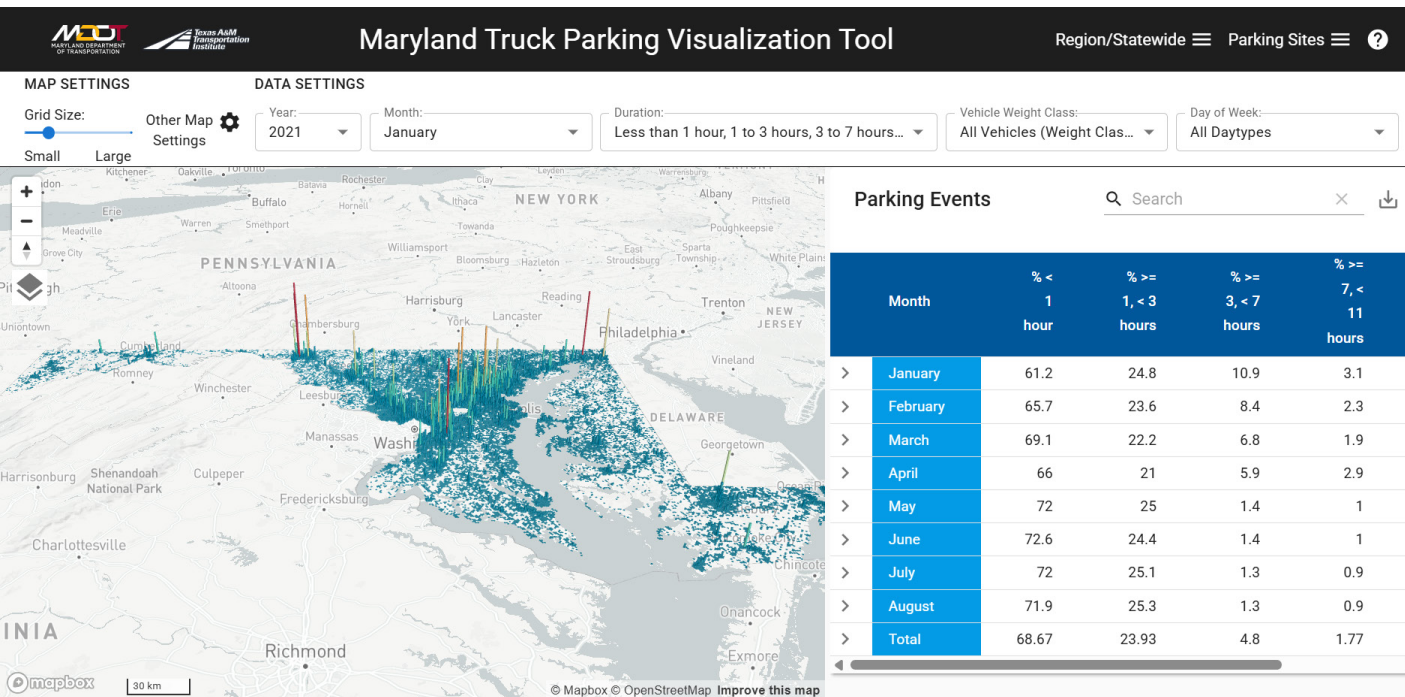 MDOT
MARYLAND DEPARTMENT
OF TRANSPORTATION
Texas A&M
Transportation
Institute
Maryland Truck Parking Visualization Tool
Region/Statewide
Parking Sites
?
MAP SETTINGS
DATA SETTINGS
Grid Size:
Small Large
Other Map
Settings
Year:
2021
Month:
January
Duration:
Less than 1 hour, 1 to 3 hours, 3 to 7 hours...
Vehicle Weight Class:
All Vehicles (Weight Clas...
Day of Week:
All Daytypes
Kitchener
Oakville
Toronto
Batavia
Rochester
Clay
Leyden
Warrensburg
Erie
Buffalo
Hornell
Ithaca
NEW YORK
Albany
Pittsfield
Meadville
Warren
Smethport
Towanda
Poughkeepsie
Grove City
Williamsport
Bloomsburg
Hazleton
East
Stroudsburg
Sparta
Township
White Plains
PENNSYLVANIA
Altoona
Harrisburg
Reading
Trenton
NEW
JERSEY
Uniontown
Chambersburg
York
Lancaster
Philadelphia
Cumberland
Romney
Vineland
Winchester
Leesbu
DELAWARE
Manassas
Wash
Georgetown
Harrisonburg
Shenandoah
National Park
Culpeper
Fredericksburg
Charlottesville
Chincote
Onancock
INIA
Richmond
Exmore
mapbox
30 km
© Mapbox © OpenStreetMap Improve this map
Parking Events
Search
Month % < 1 hour % >= 1, < 3 hours % >= 3, < 7 hours % >= 7, < 11 hours
January 61.2 24.8 10.9 3.1
February 65.7 23.6 8.4 2.3
March 69.1 22.2 6.8 1.9
April 66 21 5.9 2.9
May 72 25 1.4 1
June 72.6 24.4 1.4 1
July 72 25.1 1.3 0.9
August 71.9 25.3 1.3 0.9
Total 68.67 23.93 4.8 1.77